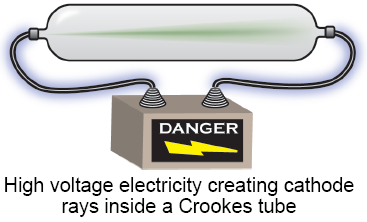 DANGER
High voltage electricity creating cathode
rays inside a Crookes tube